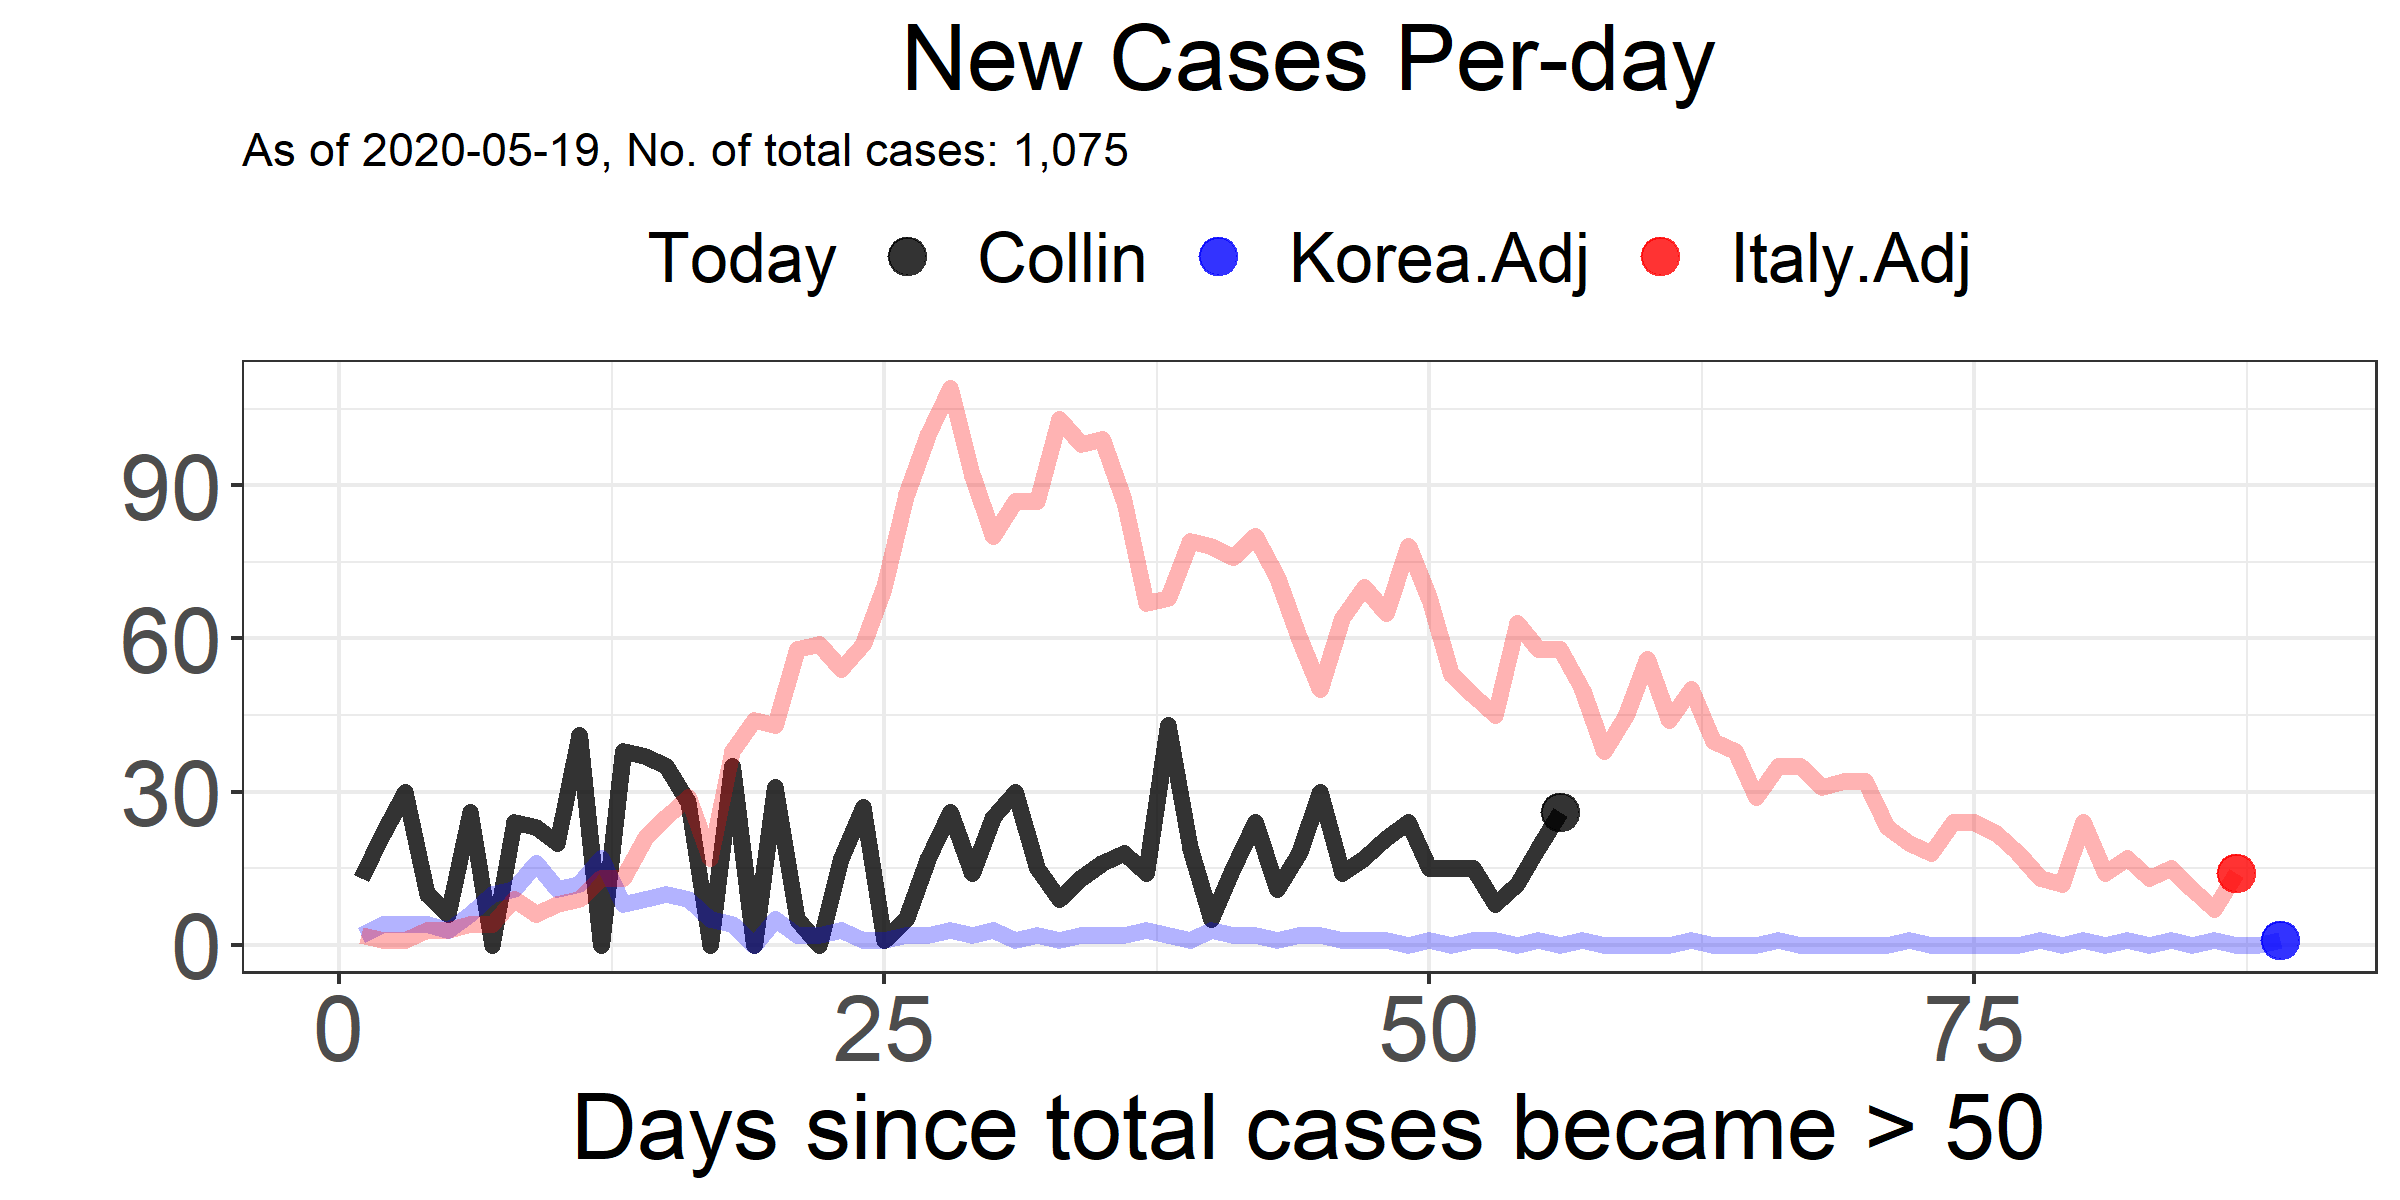 New Cases Per-day
As of 2020-05-19, No. of total cases: 1,075
Today Collin Korea.Adj Italy.Adj
90
60
30
0
0 25 50 75
Days since total cases became > 50